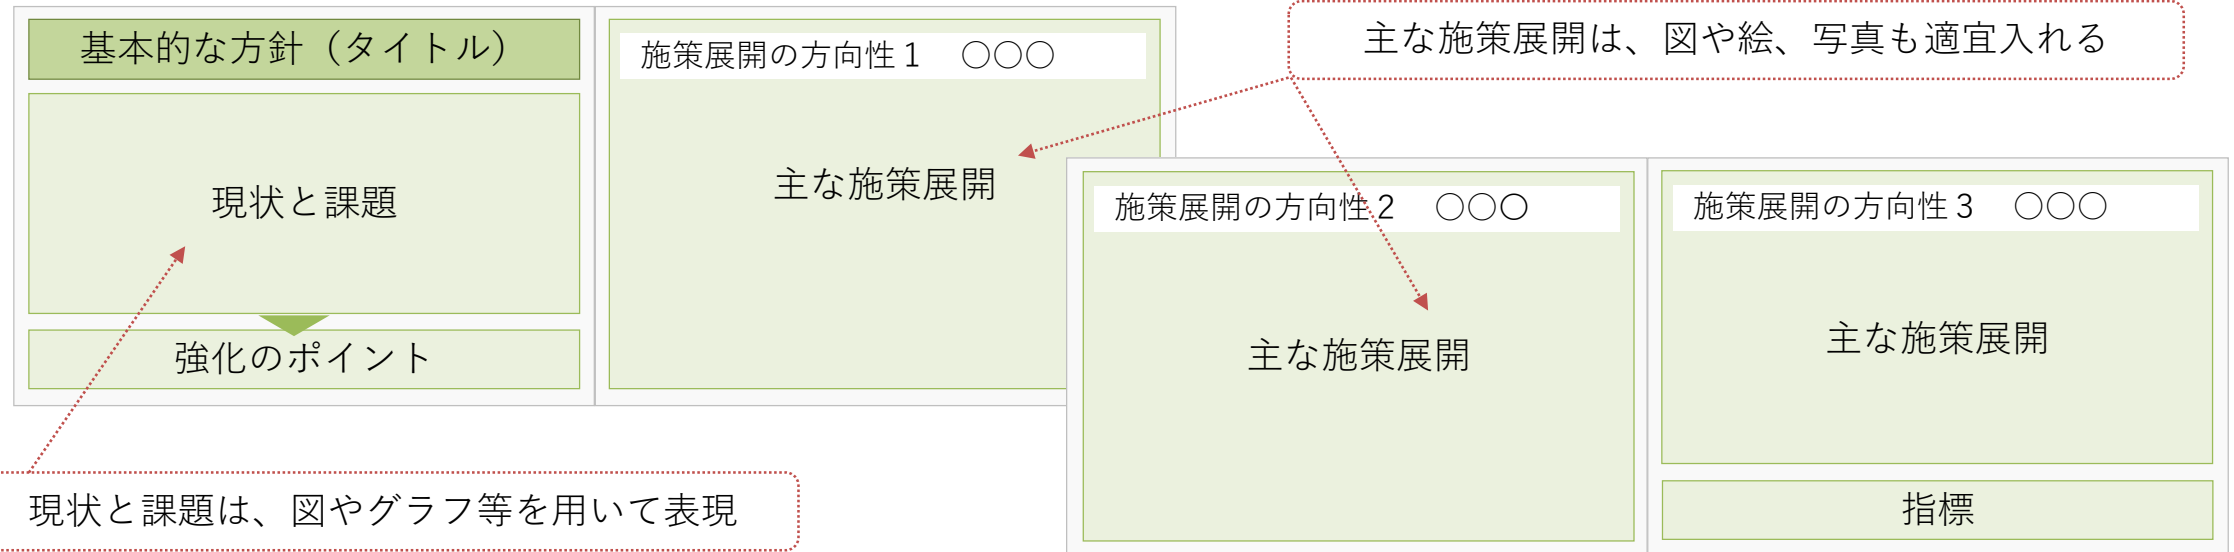 基本的な方針（タイトル）
現状と課題
強化のポイント
現状と課題は、図やグラフ等を用いて表現
施策展開の方向性１　○○○
主な施策展開
主な施策展開は、図や絵、写真も適宜入れる
施策展開の方向性２　○○○
主な施策展開
施策展開の方向性３　○○○
主な施策展開
指標